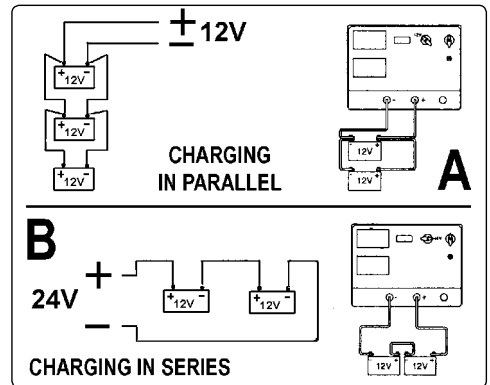 +
− 12V
+ −
12V
+ −
12V
+ −
12V
CHARGING
IN PARALLEL
- +
- +
12V
- +
12V
A
B
+
24V
−
+ −
12V
+ −
12V
CHARGING IN SERIES
- +
- +
12V
- +
12V